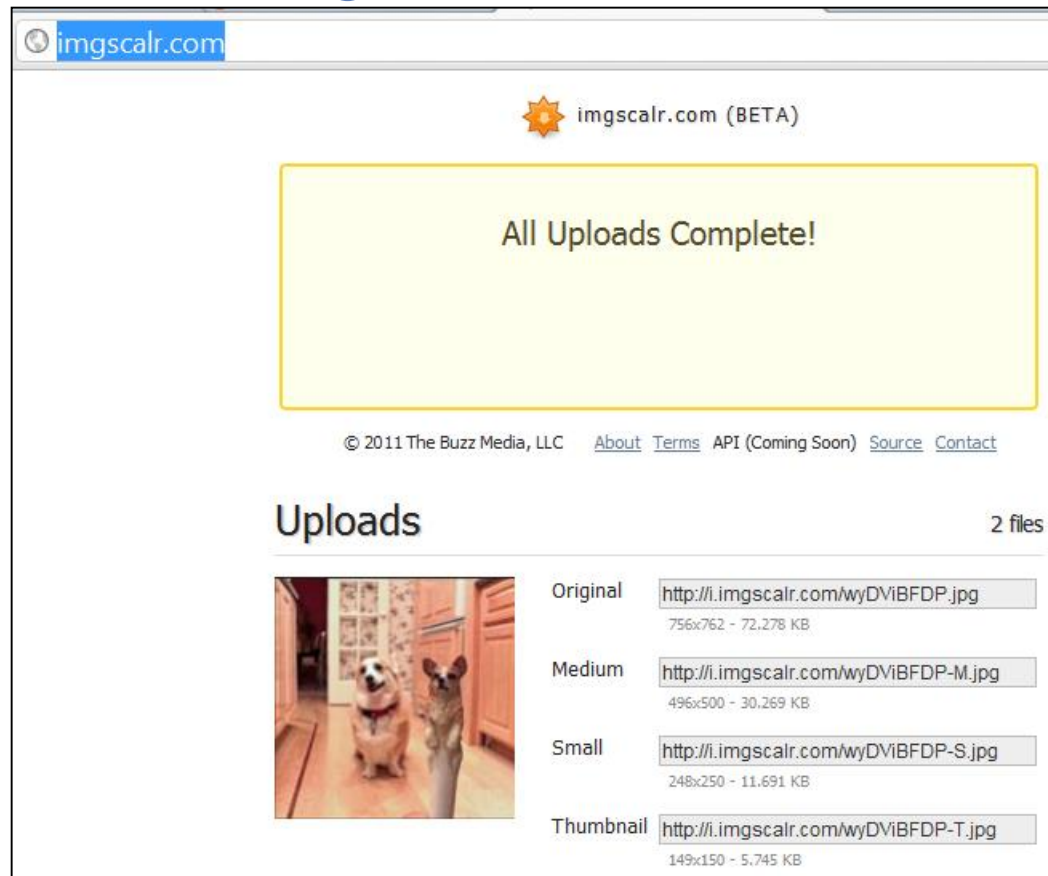 imgscalr.com
imgscalr.com (BETA)
All Uploads Complete!
© 2011 The Buzz Media, LLC About Terms API (Coming Soon) Source Contact
Uploads 2 files
Original http://i.imgscalr.com/wyDViBFDP.jpg
756x762 - 72.278 KB
Medium http://i.imgscalr.com/wyDViBFDP-M.jpg
496x500 - 30.269 KB
Small http://i.imgscalr.com/wyDViBFDP-S.jpg
248x250 - 11.691 KB
Thumbnail http://i.imgscalr.com/wyDViBFDP-T.jpg
149x150 - 5.745 KB